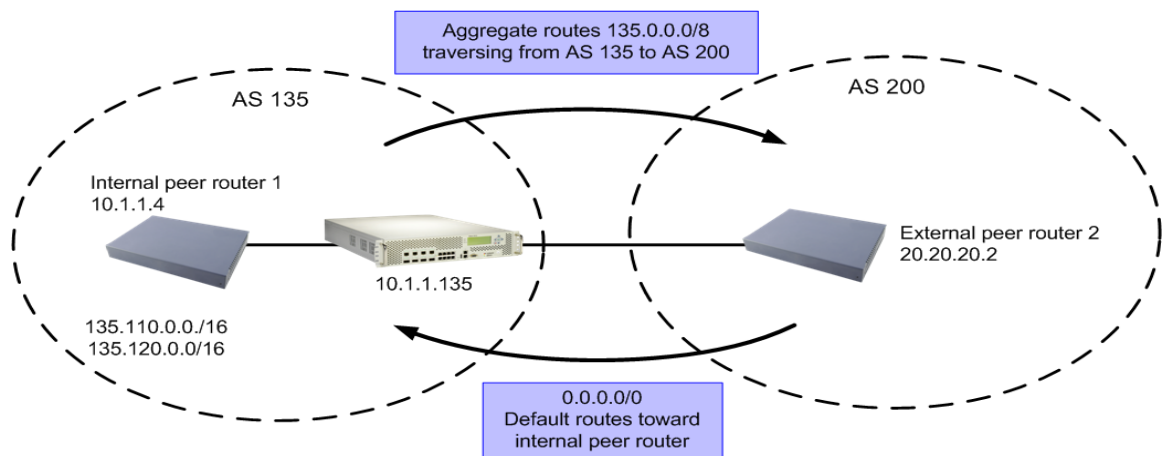 Aggregate routes 135.0.0.0/8
traversing from AS 135 to AS 200
AS 135
AS 200
Internal peer router 1
10.1.1.4
External peer router 2
20.20.20.2
10.1.1.135
135.110.0.0./16
135.120.0.0/16
0.0.0.0/0
Default routes toward
internal peer router